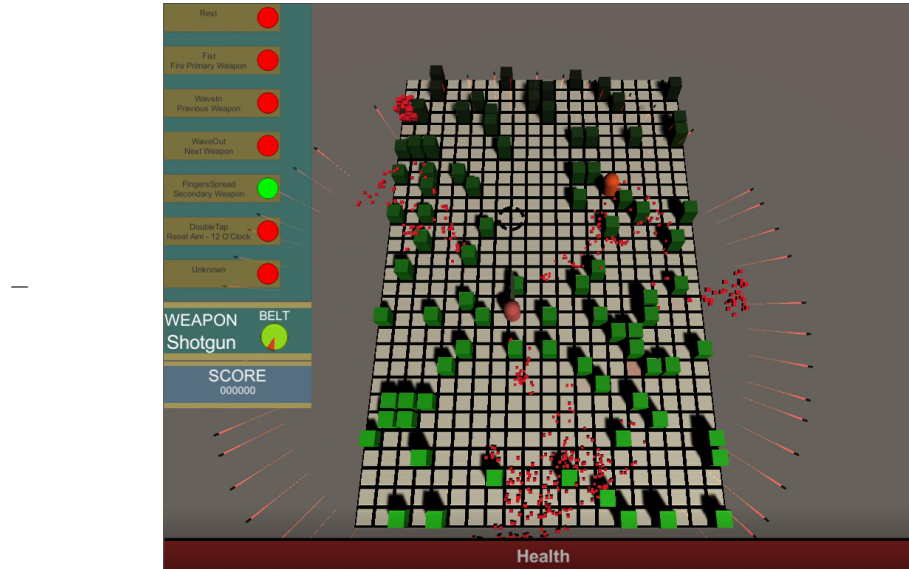 Rest
Fist
Fire Primary Weapon
WaveIn
Previous Weapon
WaveOut
Next Weapon
FingersSpread
Secondary Weapon
DoubleTap
Reset Aim - 12 O'Clock
Unknown
WEAPON
BELT
Shotgun
SCORE
000000
Health